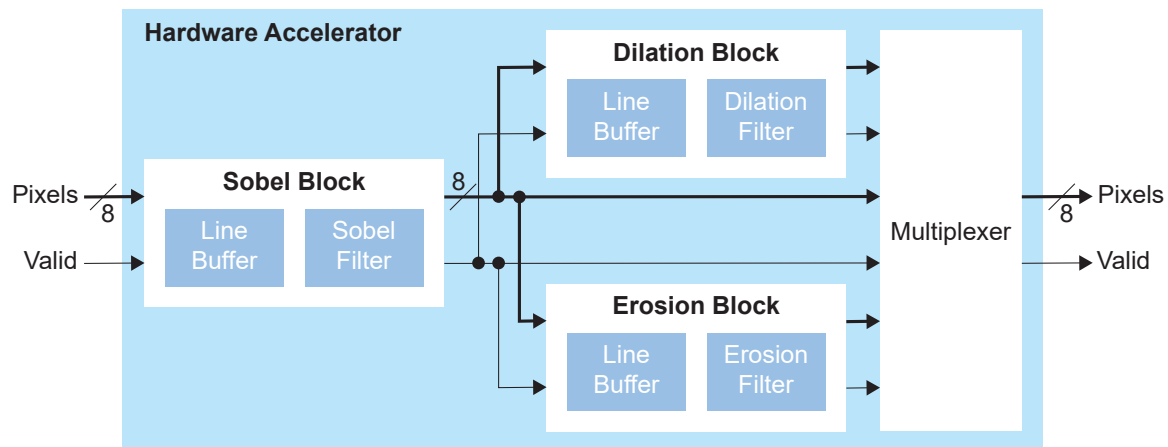 Hardware Accelerator
Dilation Block
Line
Buffer
Dilation
Filter
Pixels
8
Valid
Sobel Block
Line
Buffer
Sobel
Filter
8
Multiplexer
8
Pixels
Valid
Erosion Block
Line
Buffer
Erosion
Filter